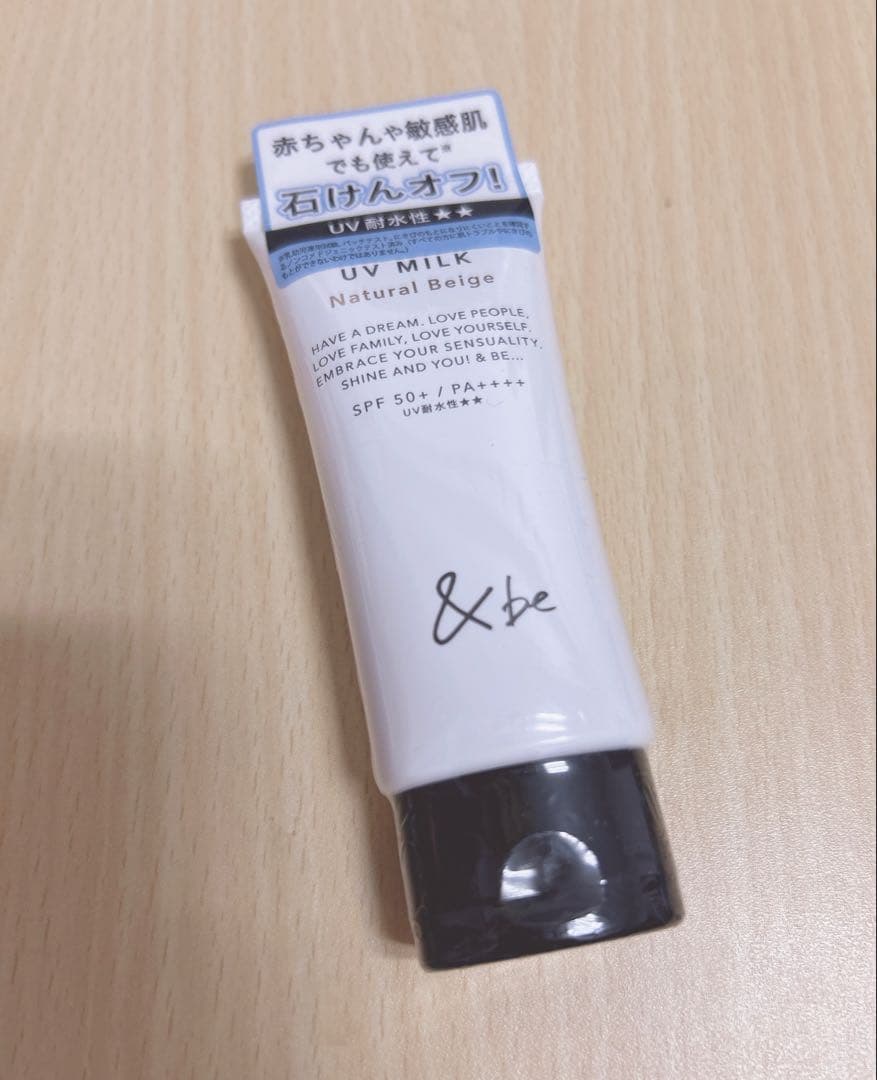 赤ちゃんや敏感肌
でも使えて※
石けんオフ!
UV耐水性★★
UV MILK
Natural Beige
HAVE A DREAM. LOVE PEOPLE,
LOVE FAMILY, LOVE YOURSELF.
EMBRACE YOUR SENSUALITY.
SHINE AND YOU! & BE...
SPF 50+ / PA++++
UV耐水性★★
&be